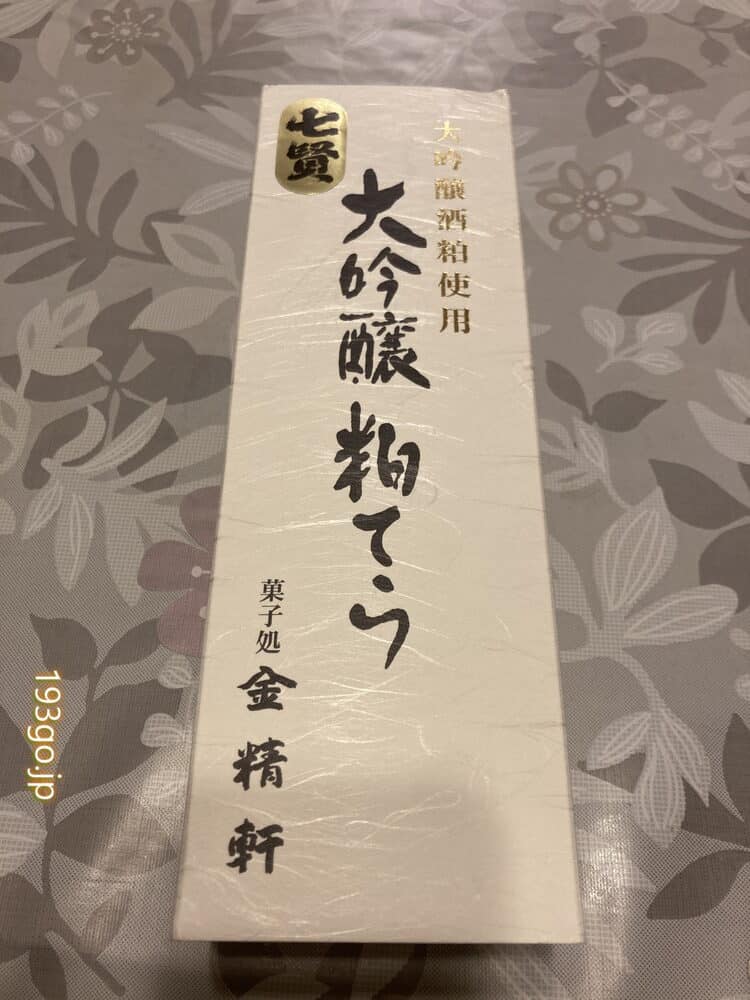 大吟醸酒粕使用
七賢
大吟醸粕てら
菓子処
金精軒
193go.jp